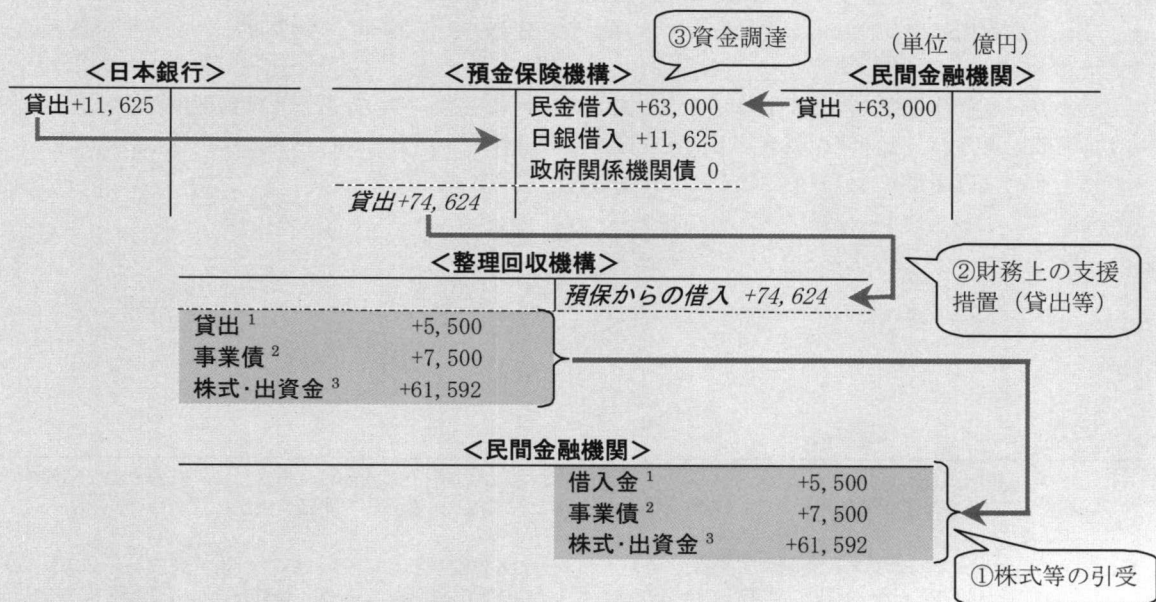 ③資金調達
（単位　億円）
＜日本銀行＞
＜預金保険機構＞
＜民間金融機関＞
貸出+11,625
民金借入 +63,000
貸出 +63,000
日銀借入 +11,625
政府関係機関債 0
貸出+74,624
＜整理回収機構＞
②財務上の支援
措置（貸出等）
預保からの借入 +74,624
貸出 1 +5,500
事業債 2 +7,500
株式・出資金 3 +61,592
＜民間金融機関＞
借入金 1 +5,500
事業債 2 +7,500
株式・出資金 3 +61,592
①株式等の引受